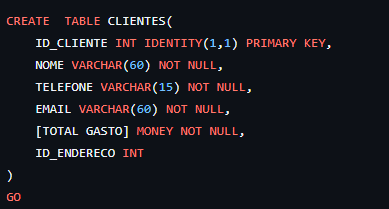 CREATE  TABLE CLIENTES(
    ID_CLIENTE INT IDENTITY(1,1) PRIMARY KEY,
    NOME VARCHAR(60) NOT NULL,
    TELEFONE VARCHAR(15) NOT NULL,
    EMAIL VARCHAR(60) NOT NULL,
    [TOTAL GASTO] MONEY NOT NULL,
    ID_ENDERECO INT
)
GO